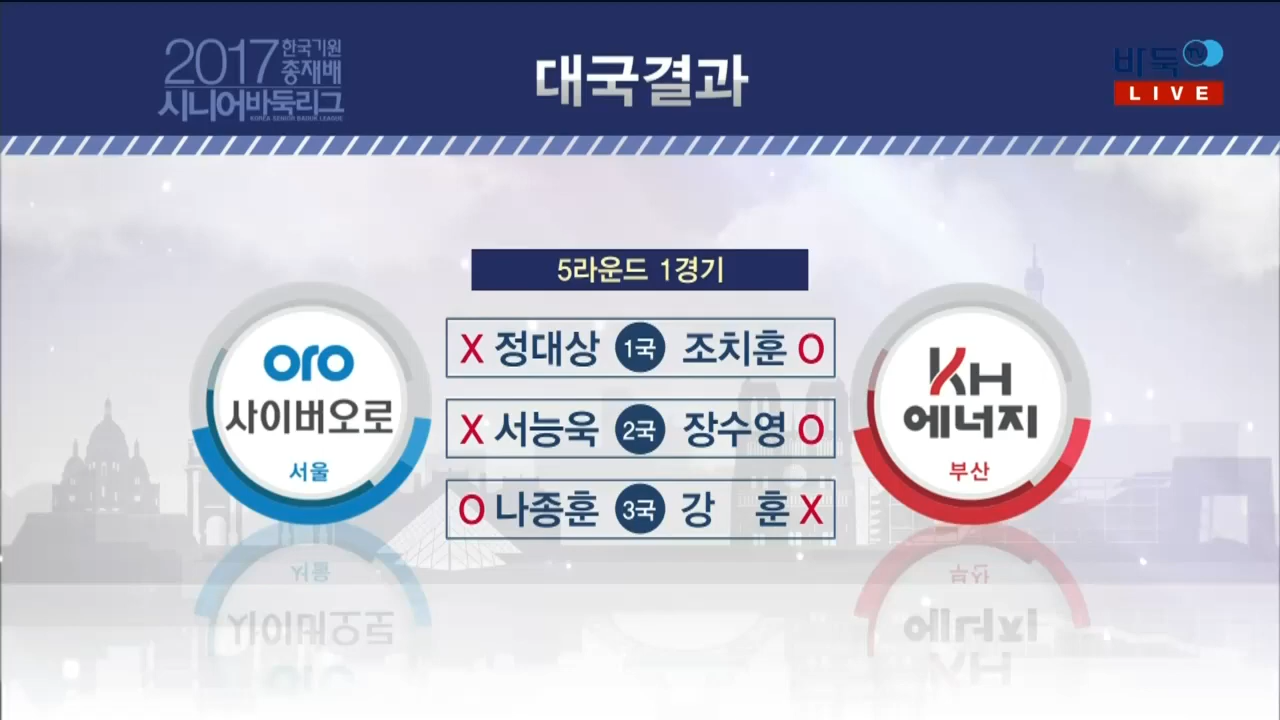 2017 한국기원
총재배
시니어바둑리그
KOREA SENIOR BADUK LEAGUE
대국결과
바둑TV
LIVE
5라운드 1경기
oro
사이버오로
서울
X 정대상 1국 조치훈 O
X 서능욱 2국 장수영 O
O 나종훈 3국 강 훈 X
KH
에너지
부산